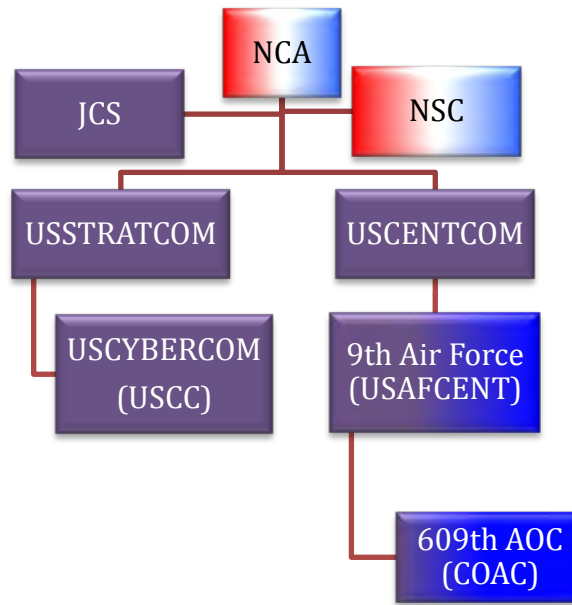 NCA
JCS
NSC
USSTRATCOM
USCENTCOM
USCYBERCOM
(USCC)
9th Air Force
(USAFCENT)
609th AOC
(COAC)